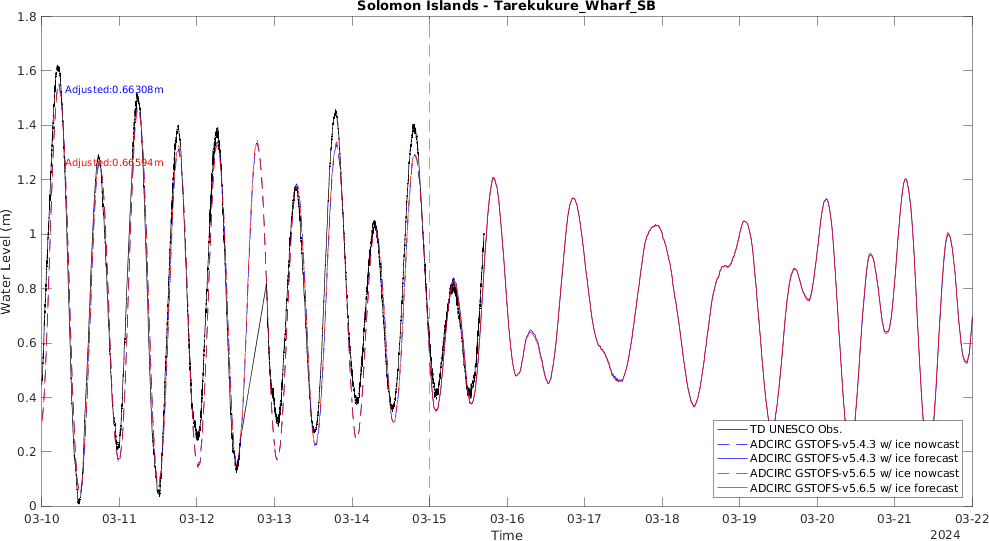 Solomon Islands - Tarekukure_Wharf_SB
1.8
1.6
1.4
1.2
1
0.8
0.6
0.4
0.2
0
Water Level (m)
Adjusted:0.66308m
Adjusted:0.66594m
TD UNESCO Obs.
ADCIRC GSTOFS-v5.4.3 w/ ice nowcast
ADCIRC GSTOFS-v5.4.3 w/ ice forecast
ADCIRC GSTOFS-v5.6.5 w/ ice nowcast
ADCIRC GSTOFS-v5.6.5 w/ ice forecast
03-10 03-11 03-12 03-13 03-14 03-15 03-16 03-17 03-18 03-19 03-20 03-21 03-22
Time
2024